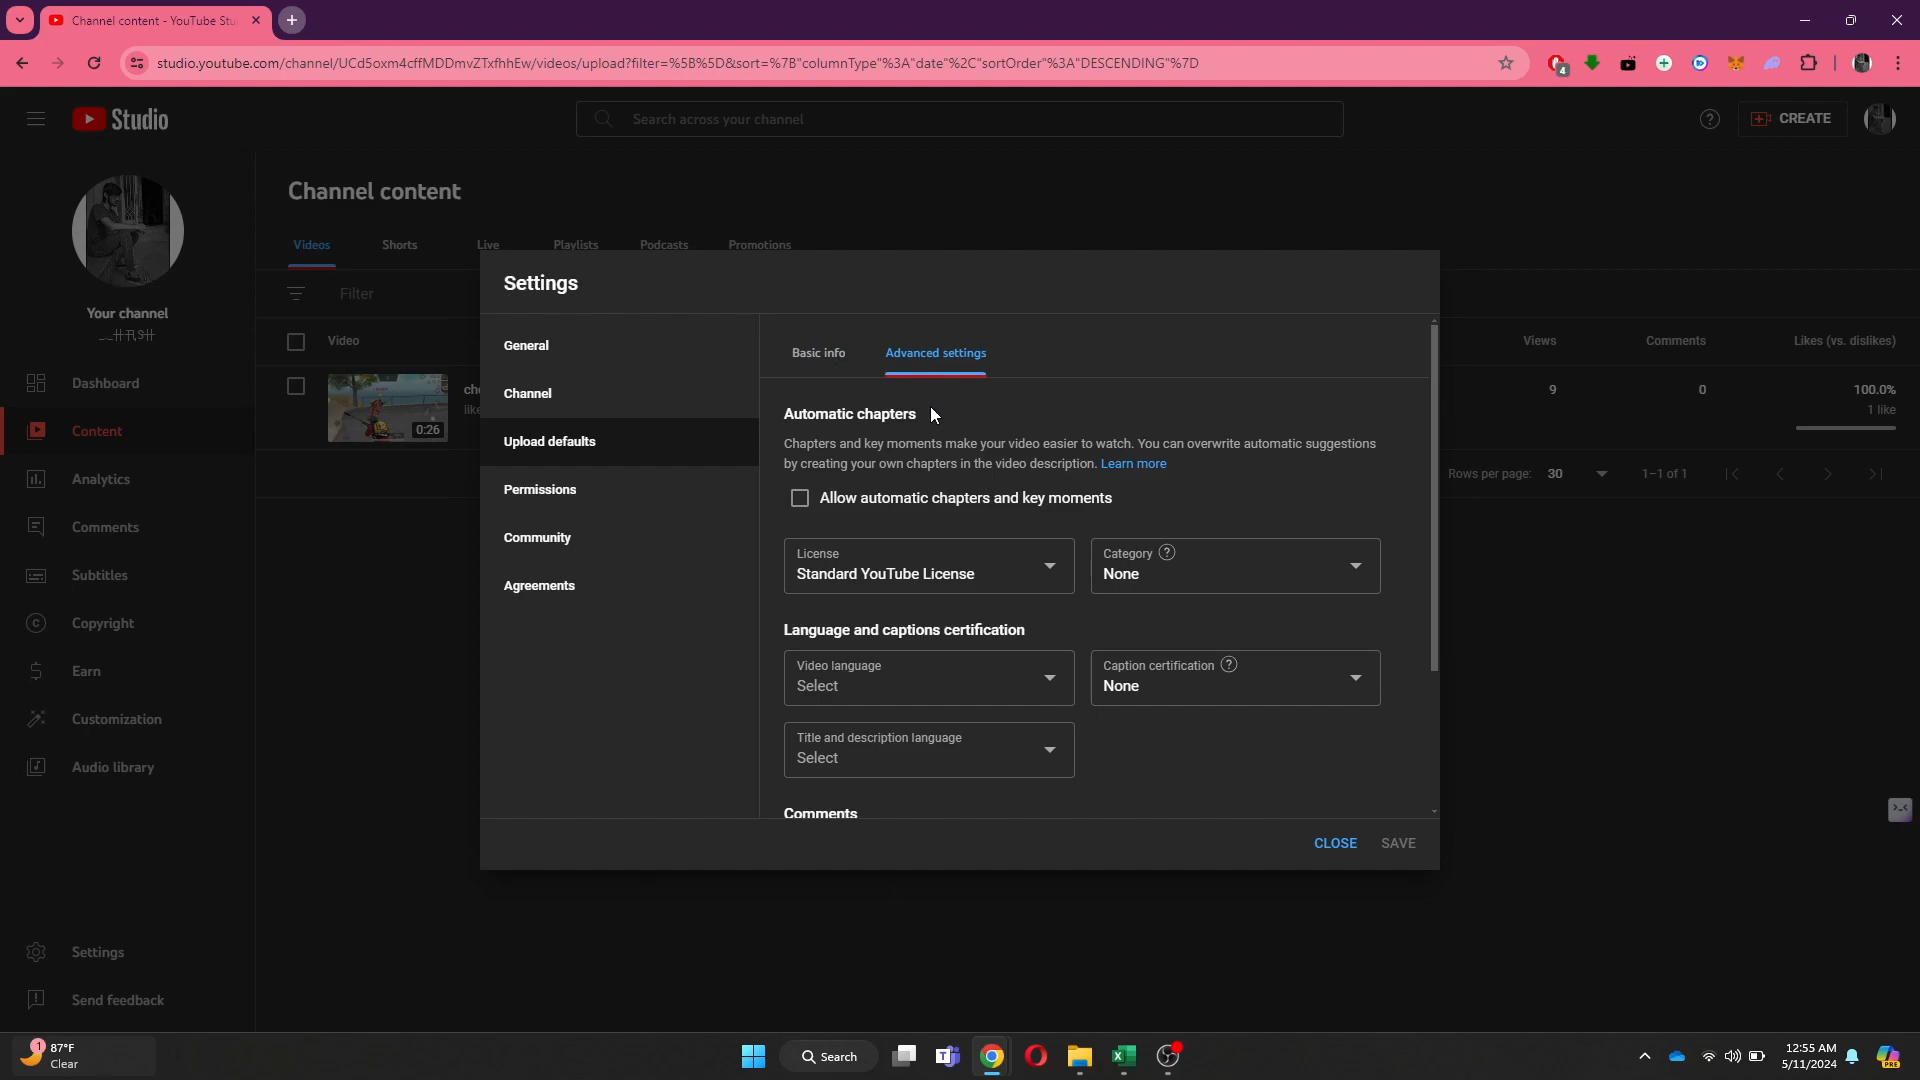 Channel content - YouTube Stu
studio.youtube.com/channel/UCd5oxm4cffMDDmvZTxfhhEw/videos/upload?filter=%5B%5D&sort=%7B"columnType"%3A"date"%2C"sortOrder"%3A"DESCENDING"%7D
4
Studio
Search across your channel
CREATE
Your channel
Dashboard
Content
Analytics
Comments
Subtitles
Copyright
Earn
Customization
Audio library
Settings
Send feedback
Channel content
Videos Shorts Live Playlists Podcasts Promotions
Filter
Video Views Comments Likes (vs. dislikes)
0:26
9 0 100.0%
1 like
Rows per page: 30 1–1 of 1
Settings
General
Channel
Upload defaults
Permissions
Community
Agreements
Basic info Advanced settings
Automatic chapters
Chapters and key moments make your video easier to watch. You can overwrite automatic suggestions
by creating your own chapters in the video description. Learn more
Allow automatic chapters and key moments
License
Standard YouTube License
Category ?
None
Language and captions certification
Video language
Select
Caption certification ?
None
Title and description language
Select
Comments
CLOSE SAVE
1
87°F
Clear
Search
12:55 AM
5/11/2024
PRE